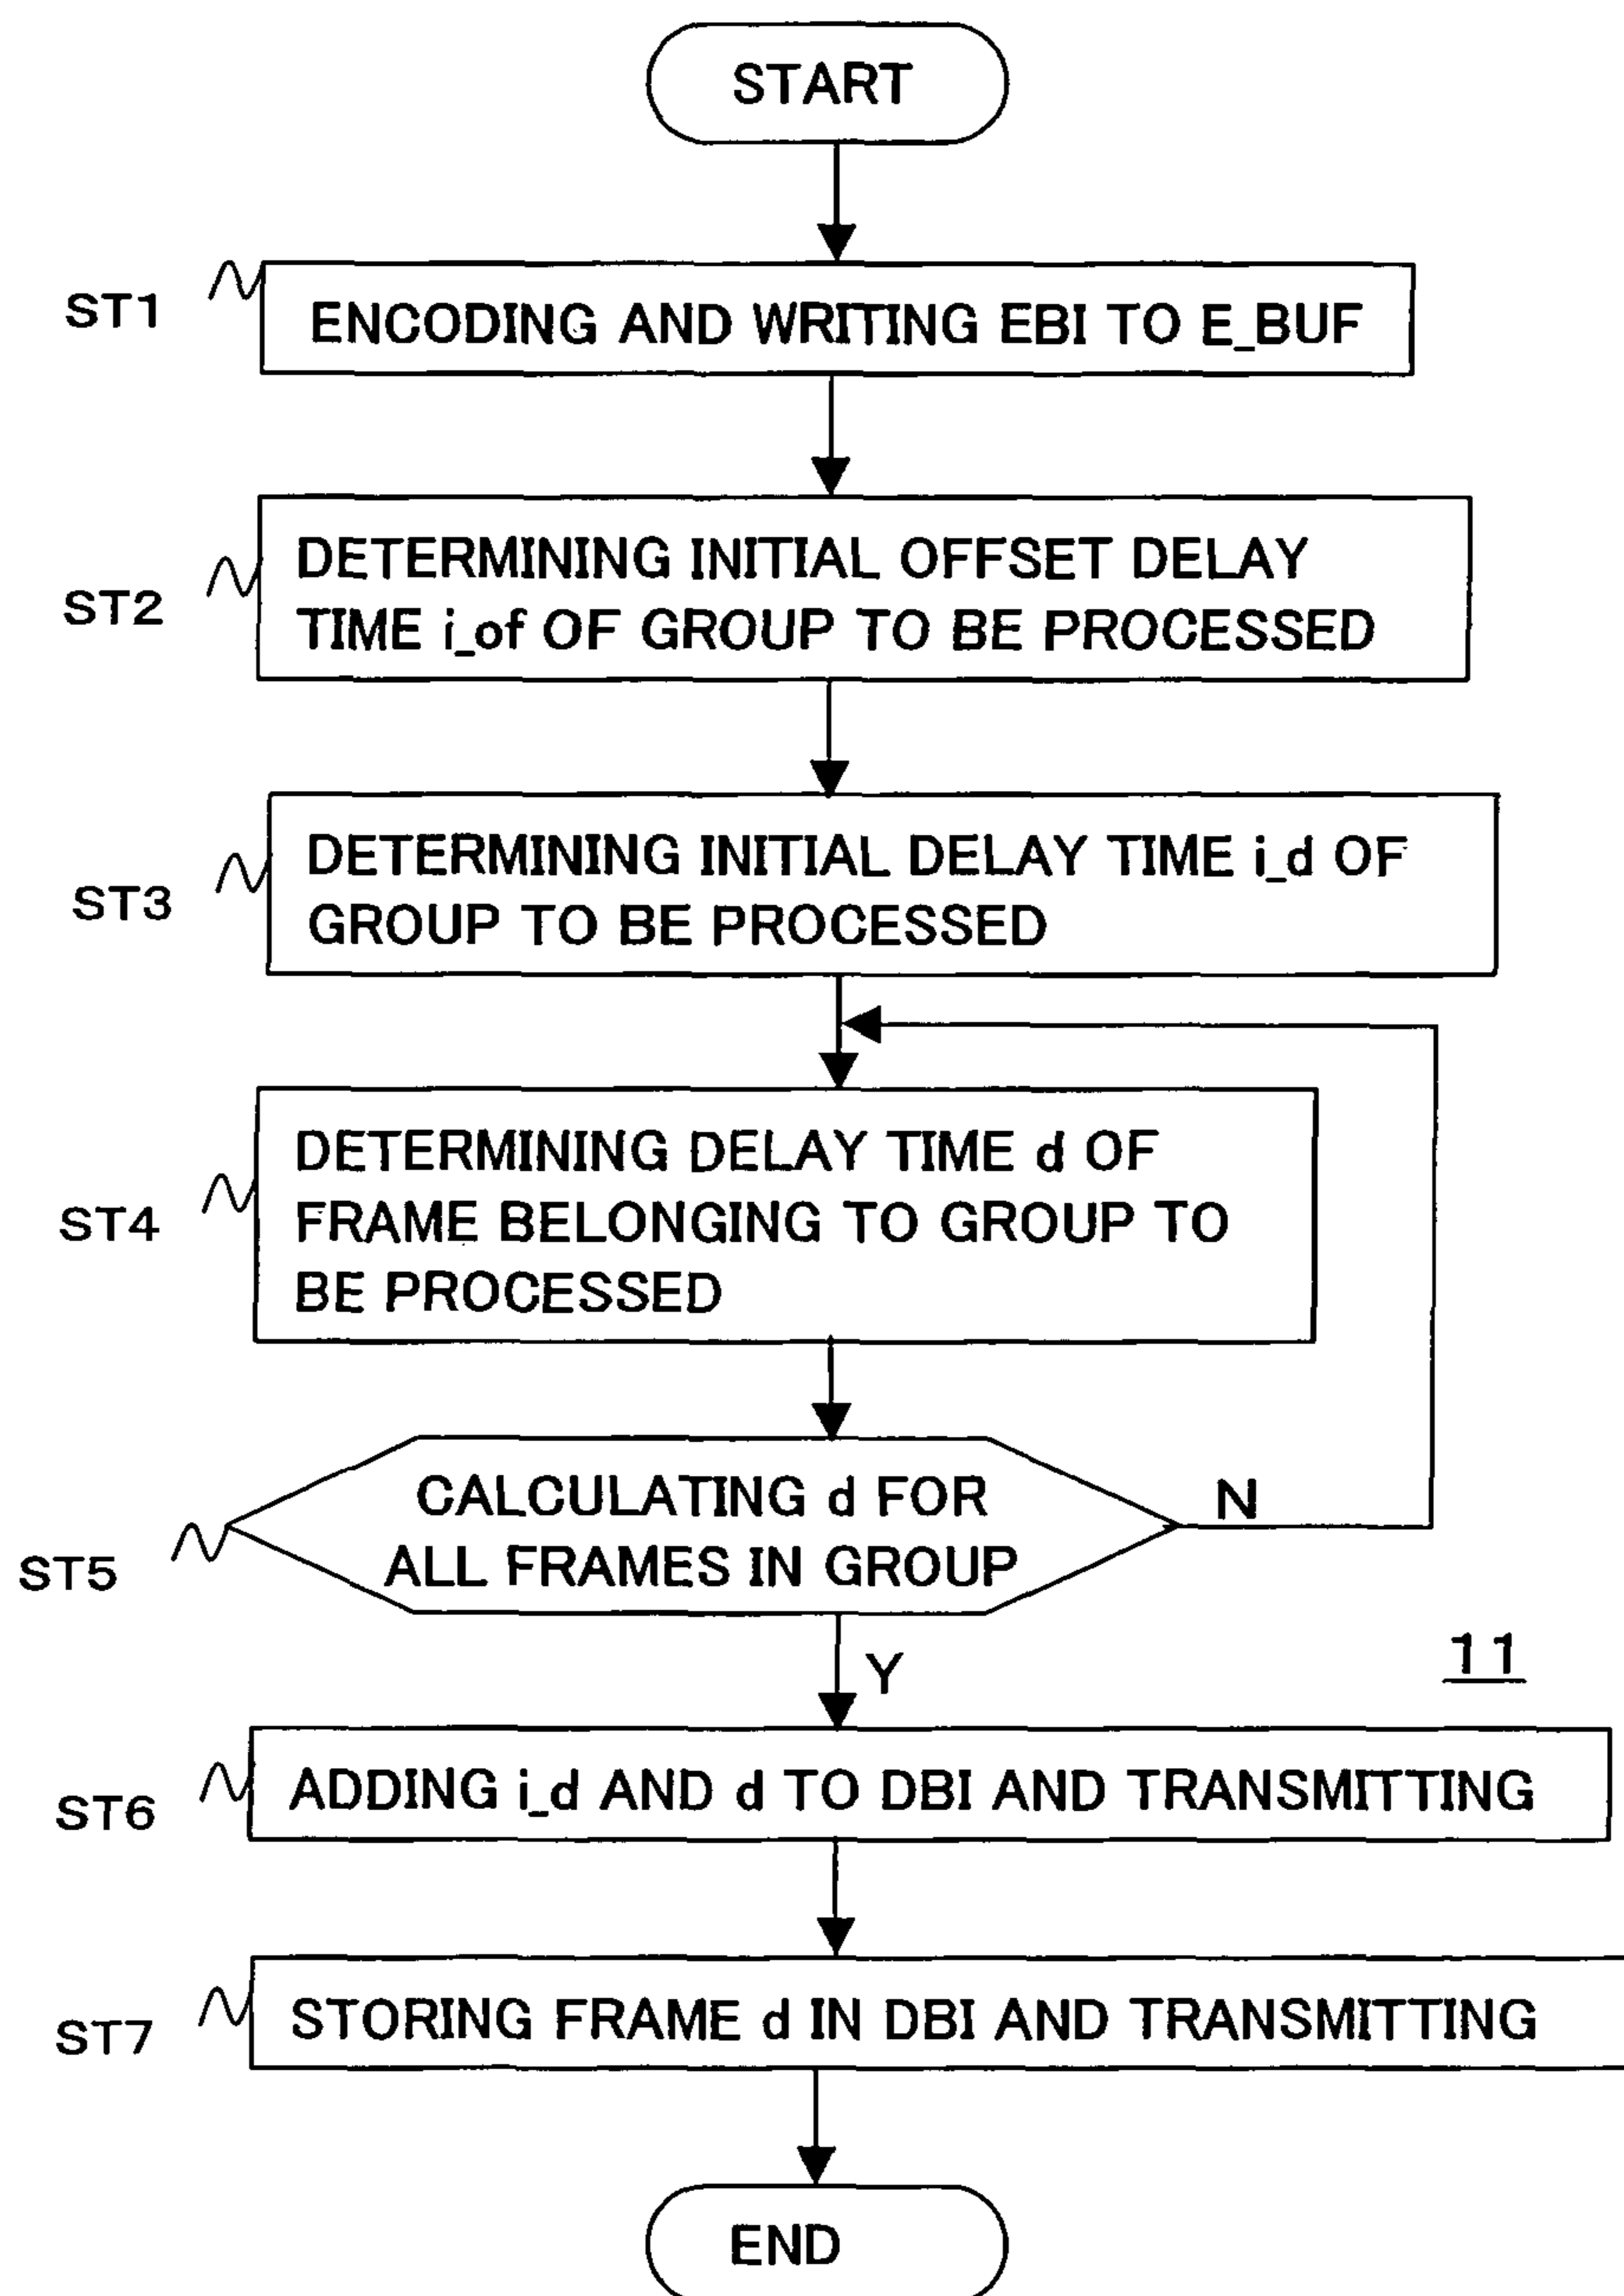 START
ST1
ENCODING AND WRITING EBI TO E_BUF
ST2
DETERMINING INITIAL OFFSET DELAY
TIME i_of OF GROUP TO BE PROCESSED
ST3
DETERMINING INITIAL DELAY TIME i_d OF
GROUP TO BE PROCESSED
ST4
DETERMINING DELAY TIME d OF
FRAME BELONGING TO GROUP TO
BE PROCESSED
ST5
CALCULATING d FOR
ALL FRAMES IN GROUP
N
Y
11
ST6
ADDING i_d AND d TO DBI AND TRANSMITTING
ST7
STORING FRAME d IN DBI AND TRANSMITTING
END